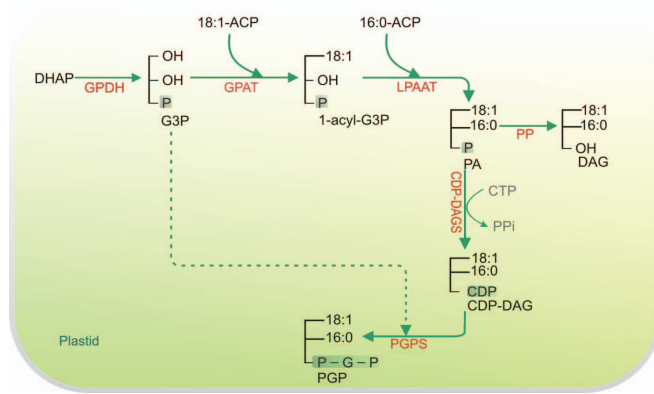 18:1-ACP
16:0-ACP
DHAP
GPDH
OH
OH
P
G3P
GPAT
18:1
OH
P
1-acyl-G3P
LPAAT
18:1
16:0
P
PA
PP
18:1
16:0
OH
DAG
CDP-DAGS
CTP
PPi
18:1
16:0
CDP
CDP-DAG
PGPS
18:1
16:0
P – G – P
PGP
Plastid